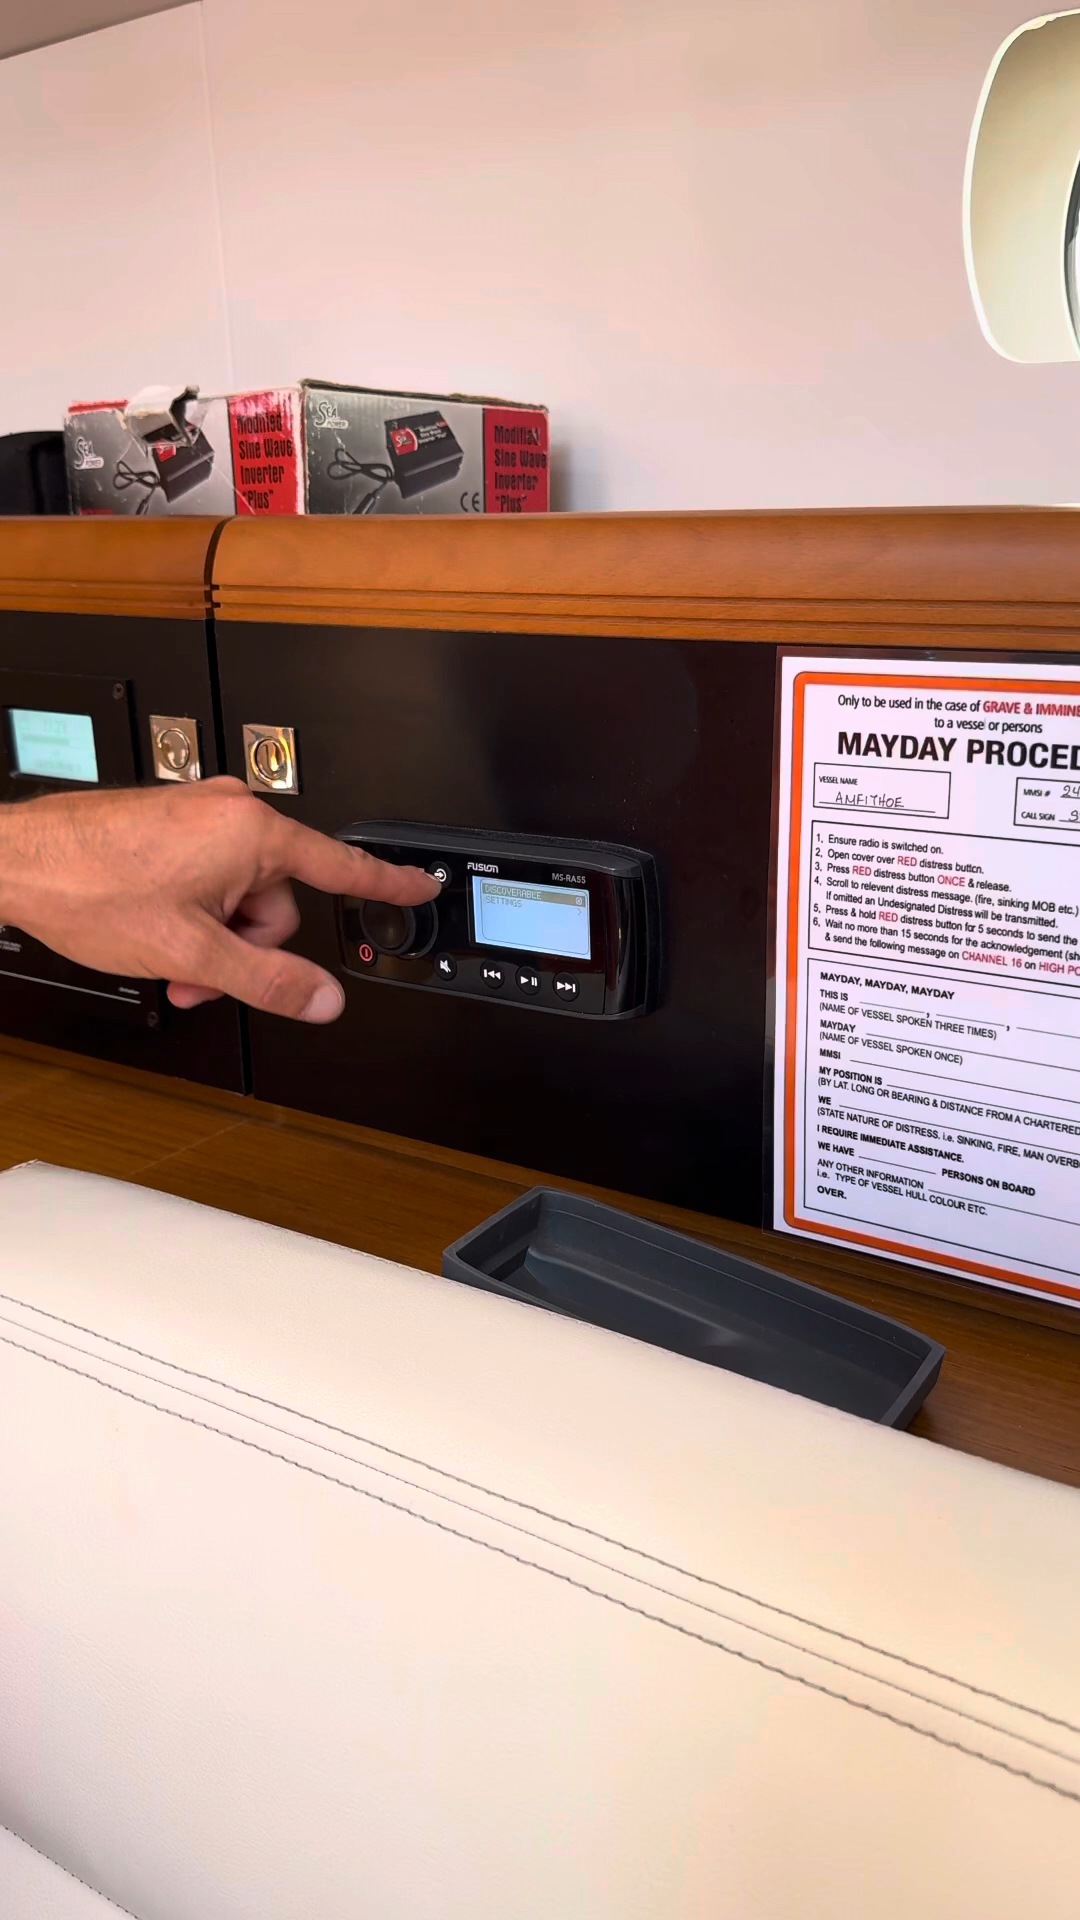 SEA
POWER
Modified
Sine Wave
Inverter
"Plus"
SEA
POWER
Modified
Sine Wave
Inverter
"Plus"
CE
FUSION
MS-RA55
DISCOVERABLE
SETTINGS
Only to be used in the case of GRAVE & IMMINE
to a vessel or persons
MAYDAY PROCED
VESSEL NAME
AMFITHOE
MMSI # 24
CALL SIGN
1, Ensure radio is switched on.
2, Open cover over RED distress button.
3, Press RED distress button ONCE & release.
4, Scroll to relevent distress message. (fire, sinking MOB etc.)
If omitted an Undesignated Distress will be transmitted.
5, Press & hold RED distress button for 5 seconds to send the
6, Wait no more than 15 seconds for the acknowledgement (sh
& send the following message on CHANNEL 16 on HIGH PO
MAYDAY, MAYDAY, MAYDAY
THIS IS
(NAME OF VESSEL SPOKEN THREE TIMES)
MAYDAY
(NAME OF VESSEL SPOKEN ONCE)
MMSI
MY POSITION IS
(BY LAT. LONG OR BEARING & DISTANCE FROM A CHARTERED
WE
(STATE NATURE OF DISTRESS. i.e. SINKING, FIRE, MAN OVERB
I REQUIRE IMMEDIATE ASSISTANCE.
WE HAVE PERSONS ON BOARD
ANY OTHER INFORMATION
i.e. TYPE OF VESSEL HULL COLOUR ETC.
OVER.